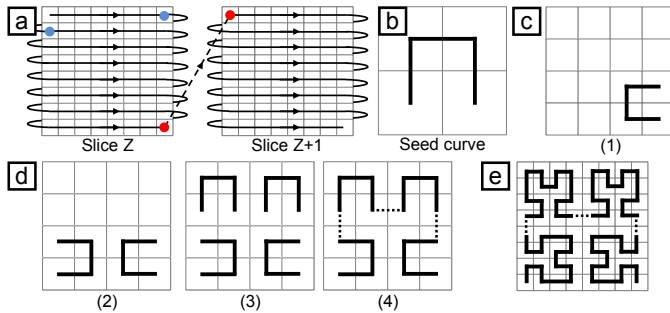 a
b
c
Slice Z
Slice Z+1
Seed curve
(1)
d
e
(2)
(3)
(4)